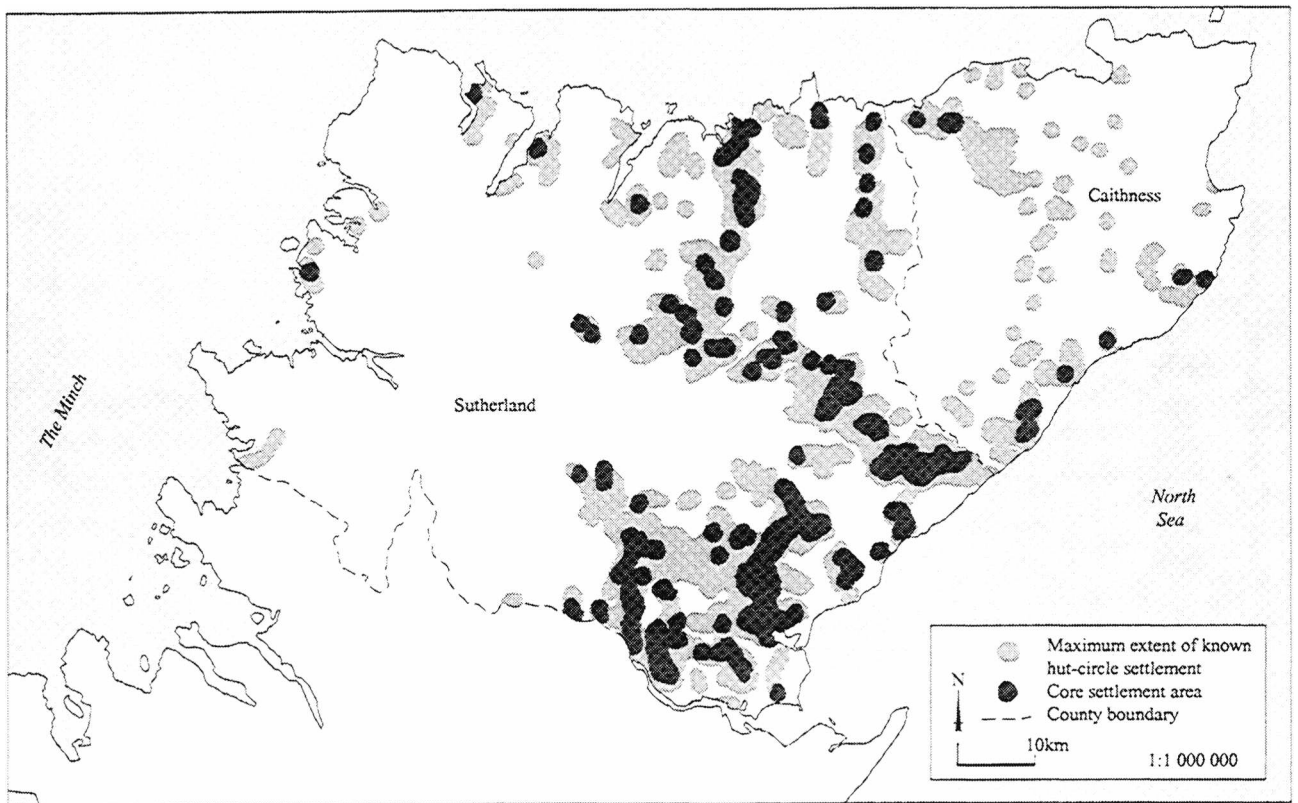 Caithness
Sutherland
The Minch
North
Sea
Maximum extent of known
hut-circle settlement
N
Core settlement area
County boundary
10km
1:1 000 000